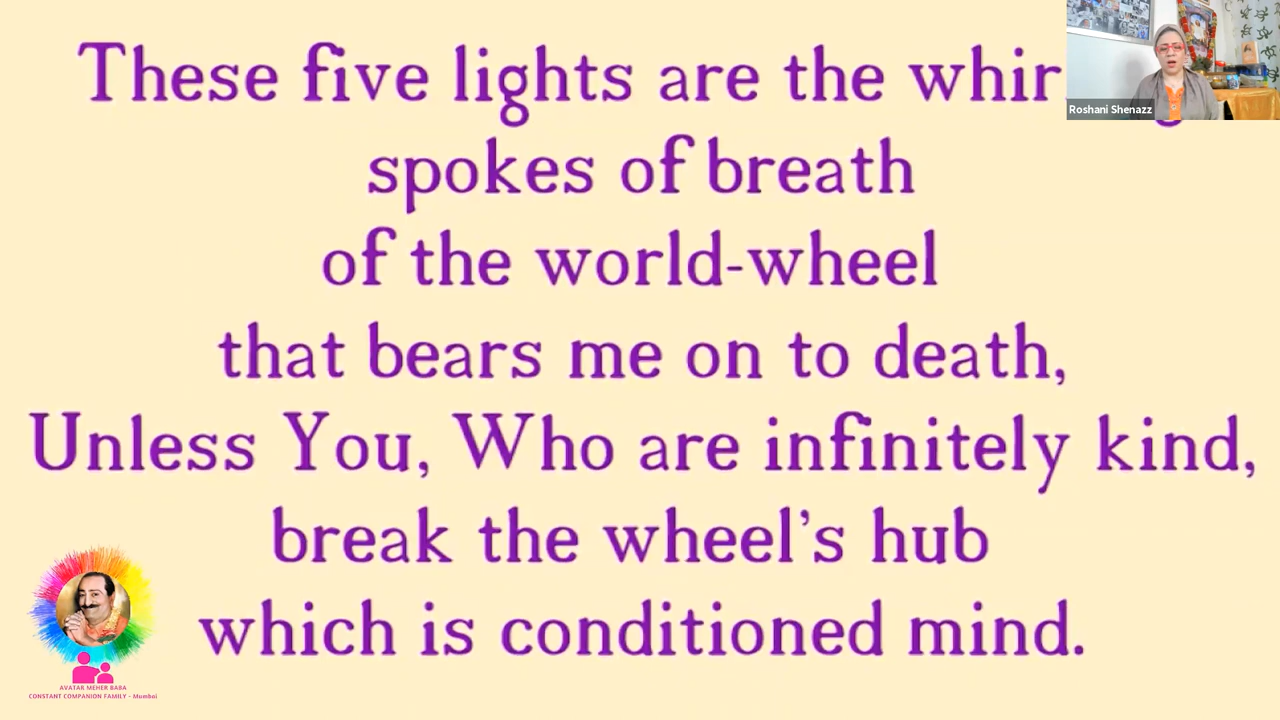 These five lights are the
spokes of breath
of the world-wheel
that bears me on to death,
Unless You, Who are infinitely kind,
break the wheel's hub
which is conditioned mind.
Roshani Shenazz
AVATAR MEHER BABA
CONSTANT COMPANION FAMILY - Mumbai